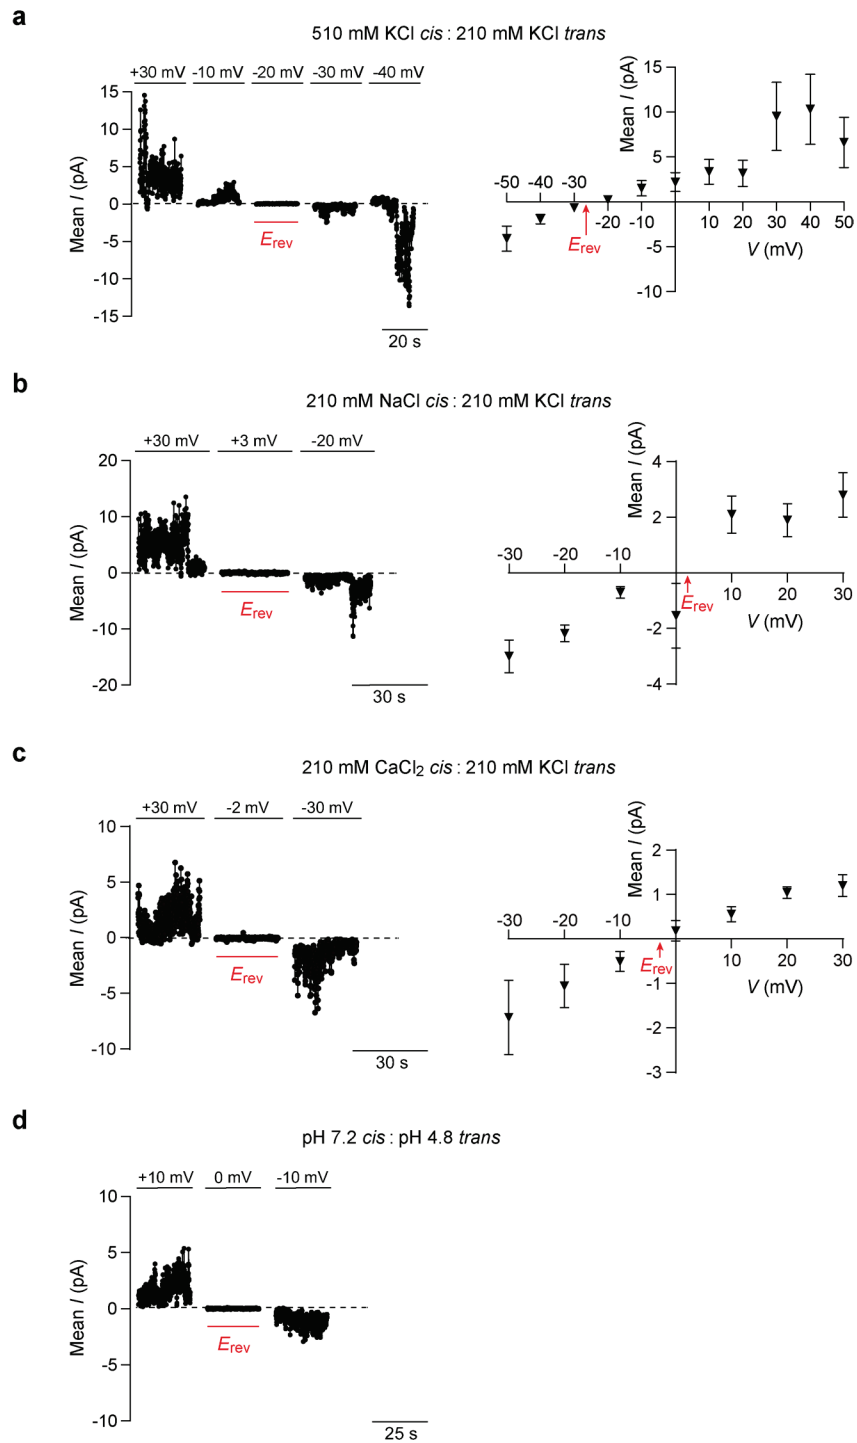 a
510 mM KCl cis : 210 mM KCl trans
+30 mV -10 mV -20 mV -30 mV -40 mV
Mean I (pA)
15
10
5
0
-5
-10
-15
Erev
20 s
Mean I (pA)
15
10
5
-5
-10
-50 -40 -30
-20 -10 10 20 30 40 50
Erev
V (mV)
b
210 mM NaCl cis : 210 mM KCl trans
+30 mV +3 mV -20 mV
Mean I (pA)
20
10
0
-10
-20
Erev
30 s
Mean I (pA)
4
2
-2
-4
-30 -20 -10
10 20 30
Erev
V (mV)
c
210 mM CaCl2 cis : 210 mM KCl trans
+30 mV -2 mV -30 mV
Mean I (pA)
10
5
0
-5
-10
Erev
30 s
Mean I (pA)
2
1
-1
-2
-3
-30 -20 -10
10 20 30
Erev
V (mV)
d
pH 7.2 cis : pH 4.8 trans
+10 mV 0 mV -10 mV
Mean I (pA)
10
5
0
-5
-10
Erev
25 s